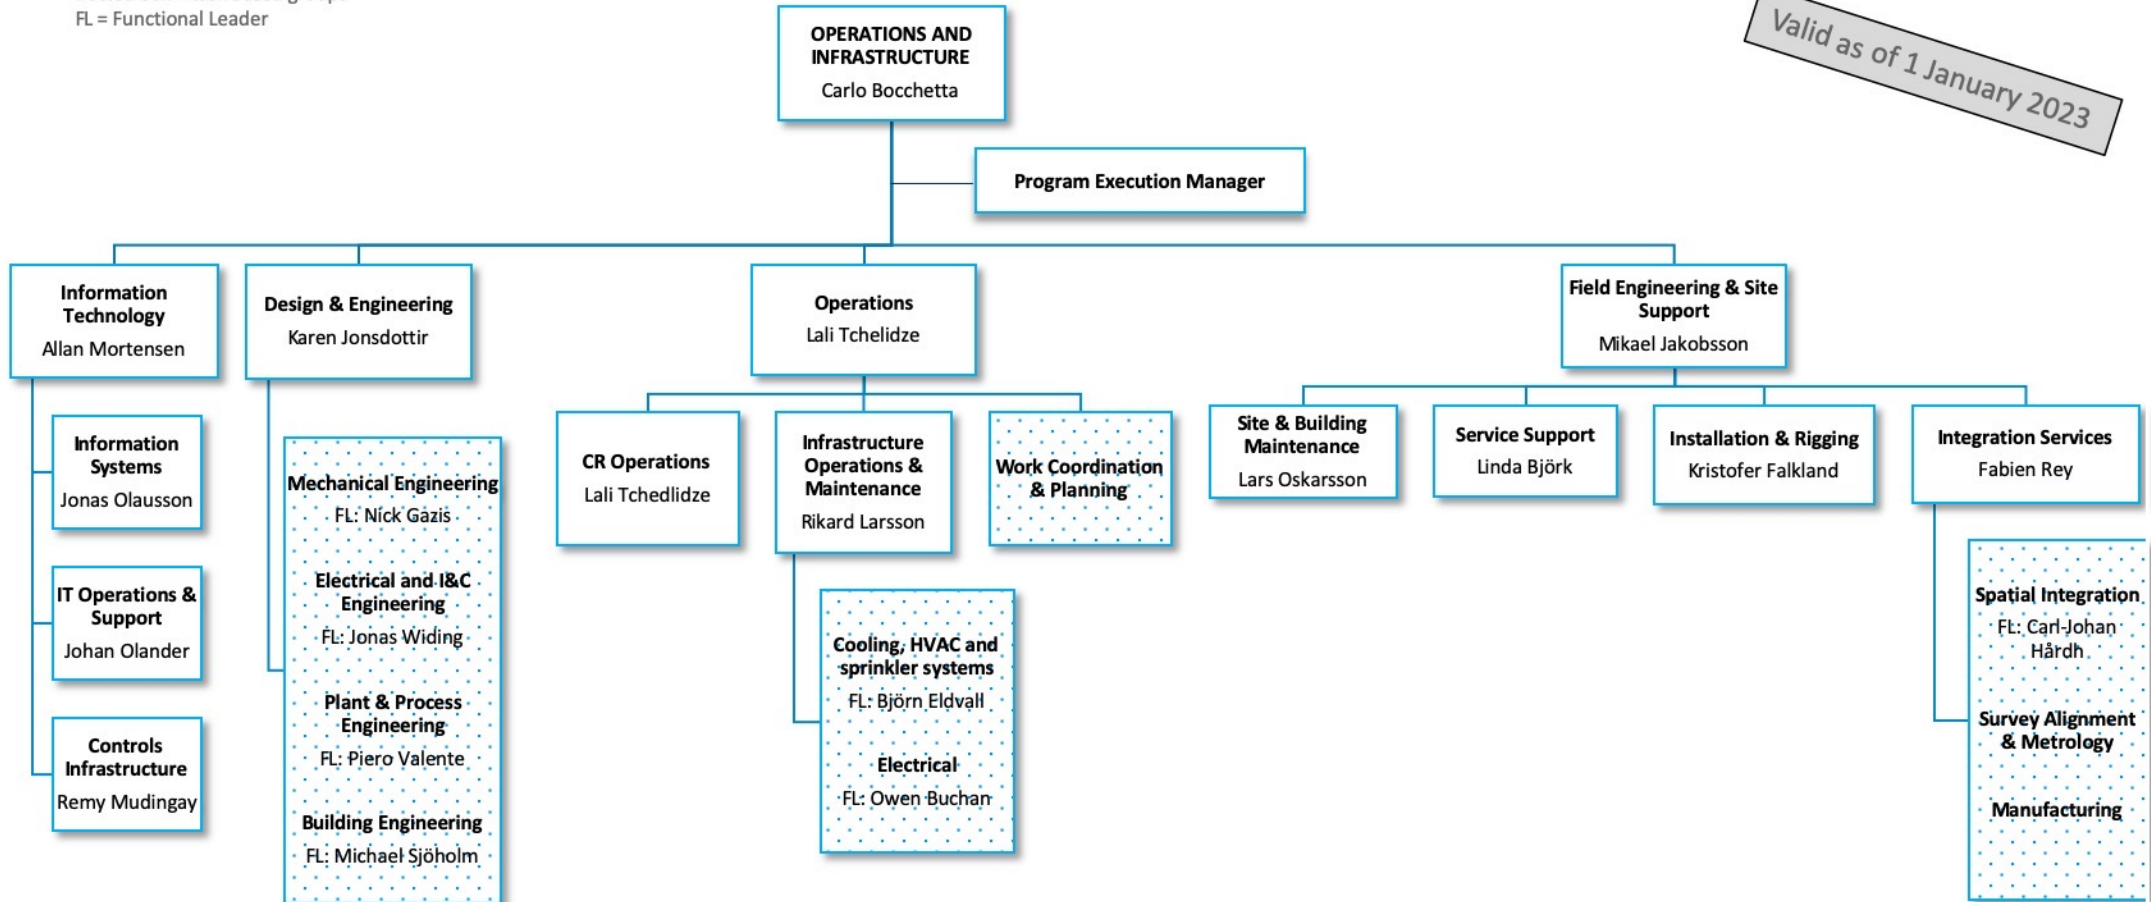 FL = Functional Leader
Valid as of 1 January 2023
OPERATIONS AND
INFRASTRUCTURE
Carlo Bocchetta
Program Execution Manager
Information
Technology
Allan Mortensen
Design & Engineering
Karen Jonsdottir
Operations
Lali Tchelidze
Field Engineering & Site
Support
Mikael Jakobsson
Information
Systems
Jonas Olausson
IT Operations &
Support
Johan Olander
Controls
Infrastructure
Remy Mudingay
Mechanical Engineering
FL: Nick Gazis
Electrical and I&C
Engineering
FL: Jonas Widing
Plant & Process
Engineering
FL: Piero Valente
Building Engineering
FL: Michael Sjöholm
CR Operations
Lali Tchedlidze
Infrastructure
Operations &
Maintenance
Rikard Larsson
Work Coordination
& Planning
Cooling, HVAC and
sprinkler systems
FL: Björn Eldvall
Electrical
FL: Owen Buchan
Site & Building
Maintenance
Lars Oskarsson
Service Support
Linda Björk
Installation & Rigging
Kristofer Falkland
Integration Services
Fabien Rey
Spatial Integration
FL: Carl-Johan
Hårdh
Survey Alignment
& Metrology
Manufacturing